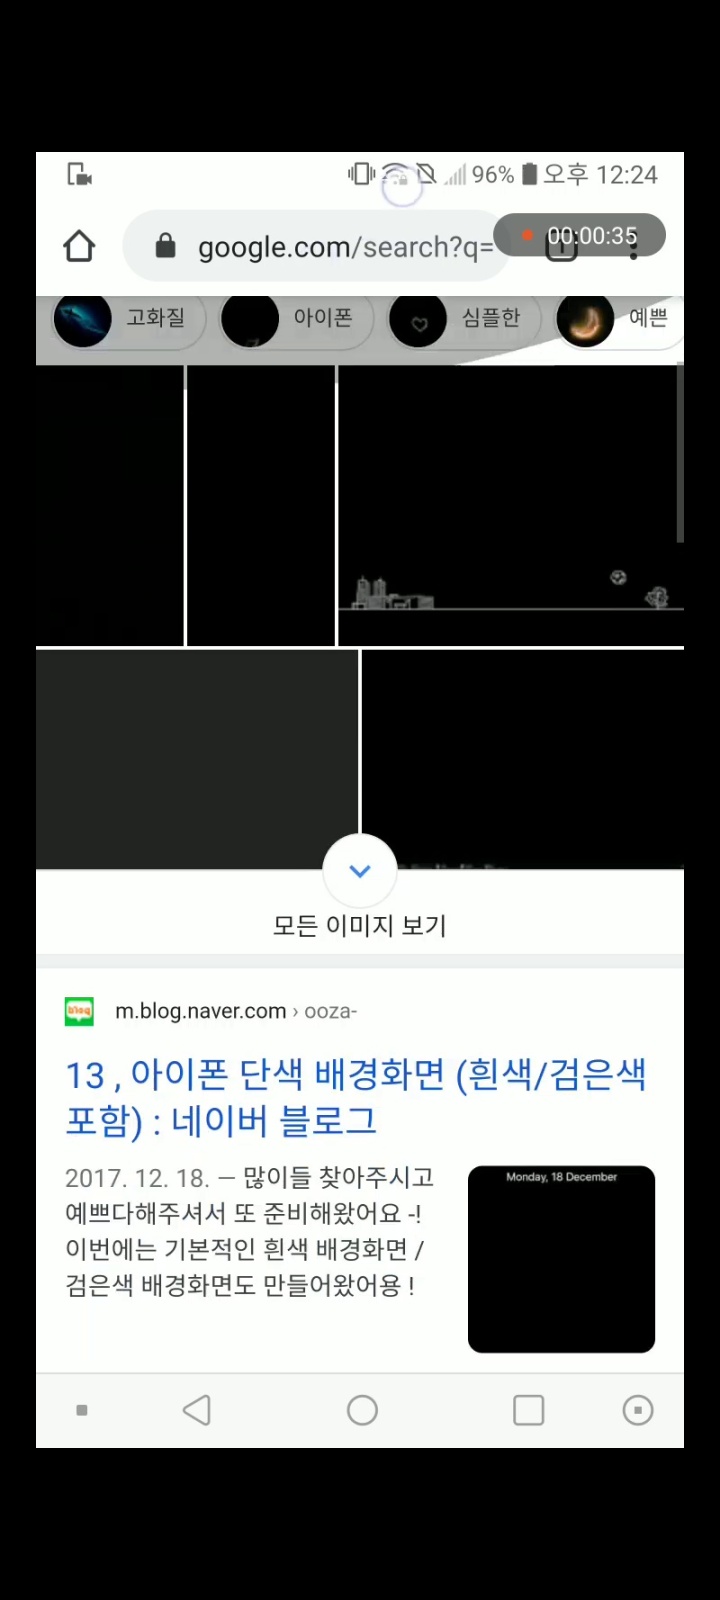 96% 오후 12:24
google.com/search?q=
00:00:35
고화질 아이폰 심플한 예쁜
모든 이미지 보기
blog m.blog.naver.com › ooza-
13 , 아이폰 단색 배경화면 (흰색/검은색
포함) : 네이버 블로그
2017. 12. 18. — 많이들 찾아주시고
예쁘다해주셔서 또 준비해왔어요 -!
이번에는 기본적인 흰색 배경화면 /
검은색 배경화면도 만들어왔어용 !
Monday, 18 December